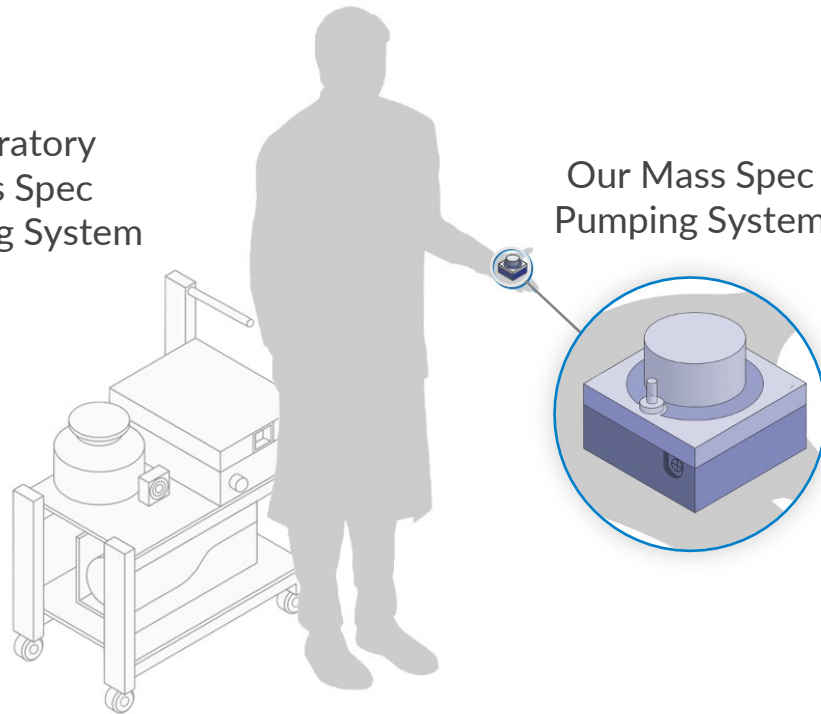 ratory
s Spec
g System
Our Mass Spec
Pumping System